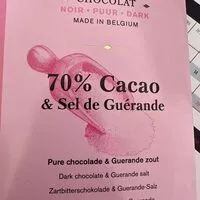 CHOCOLAT
NOIR • PUUR • DARK
MADE IN BELGIUM
70% Cacao
& Sel de Guérande
Pure chocolade & Guerande zout
Dark chocolate & Guerande salt
Zartbitterschokolade & Guerande-Salz